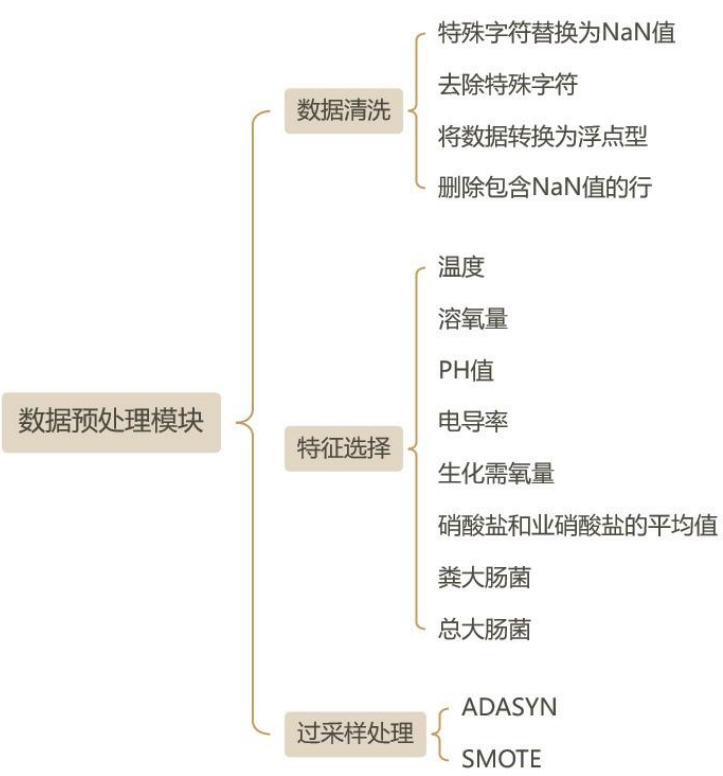 数据预处理模块
数据清洗
特殊字符替换为NaN值
去除特殊字符
将数据转换为浮点型
删除包含NaN值的行
特征选择
温度
溶氧量
PH值
电导率
生化需氧量
硝酸盐和业硝酸盐的平均值
粪大肠菌
总大肠菌
过采样处理
ADASYN
SMOTE